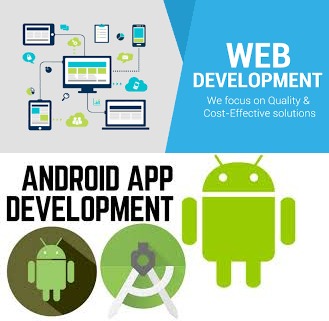 WEB
DEVELOPMENT
We focus on Quality &
Cost-Effective solutions
ANDROID APP
DEVELOPMENT